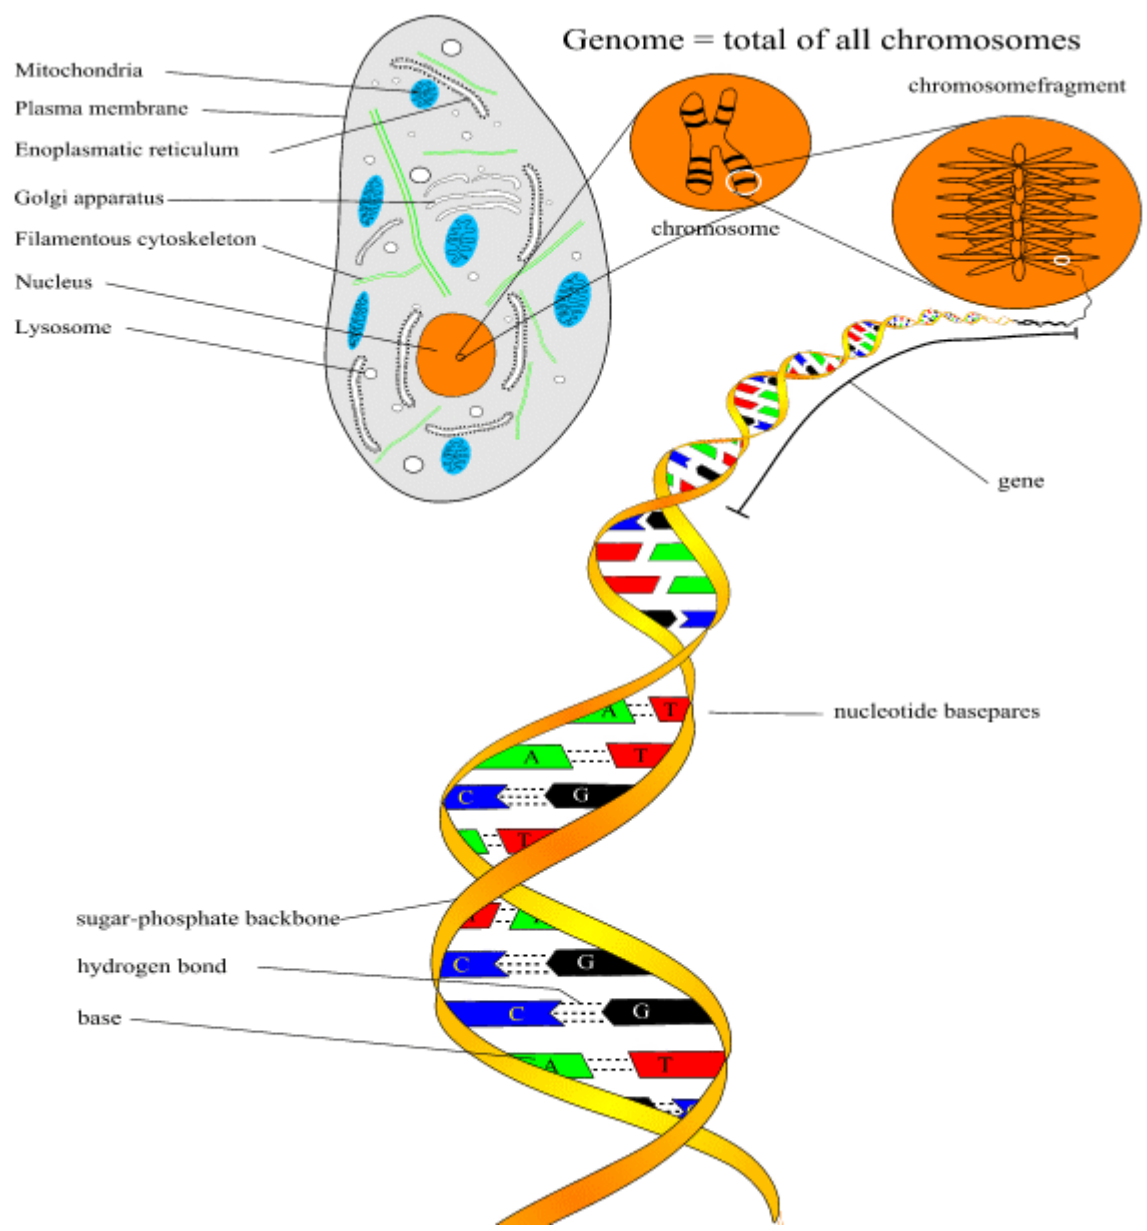 Genome = total of all chromosomes
Mitochondria
Plasma membrane
Enoplasmatic reticulum
Golgi apparatus
Filamentous cytoskeleton
Nucleus
Lysosome
chromosomefragment
chromosome
gene
nucleotide basepares
A T
A T
C G
T
sugar-phosphate backbone
C G
hydrogen bond
C G
base
A T